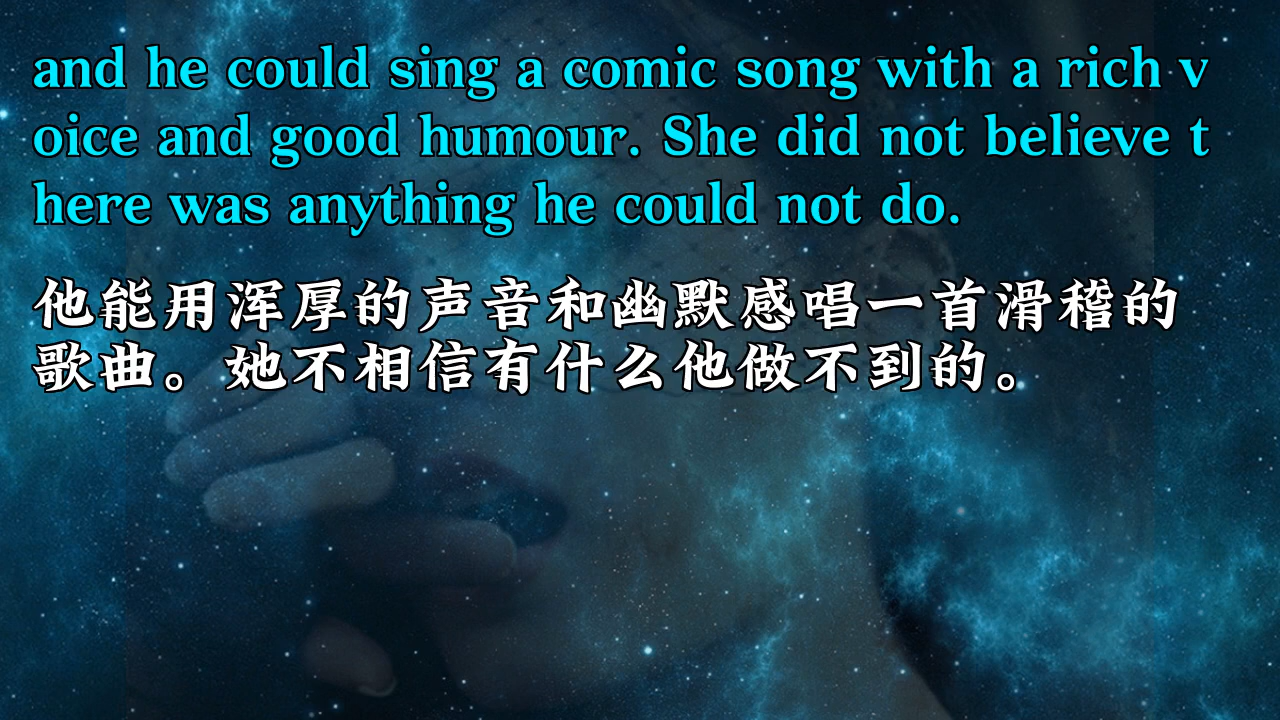 and he could sing a comic song with a rich v
oice and good humour. She did not believe t
here was anything he could not do.
他能用浑厚的声音和幽默感唱一首滑稽的
歌曲。她不相信有什么他做不到的。